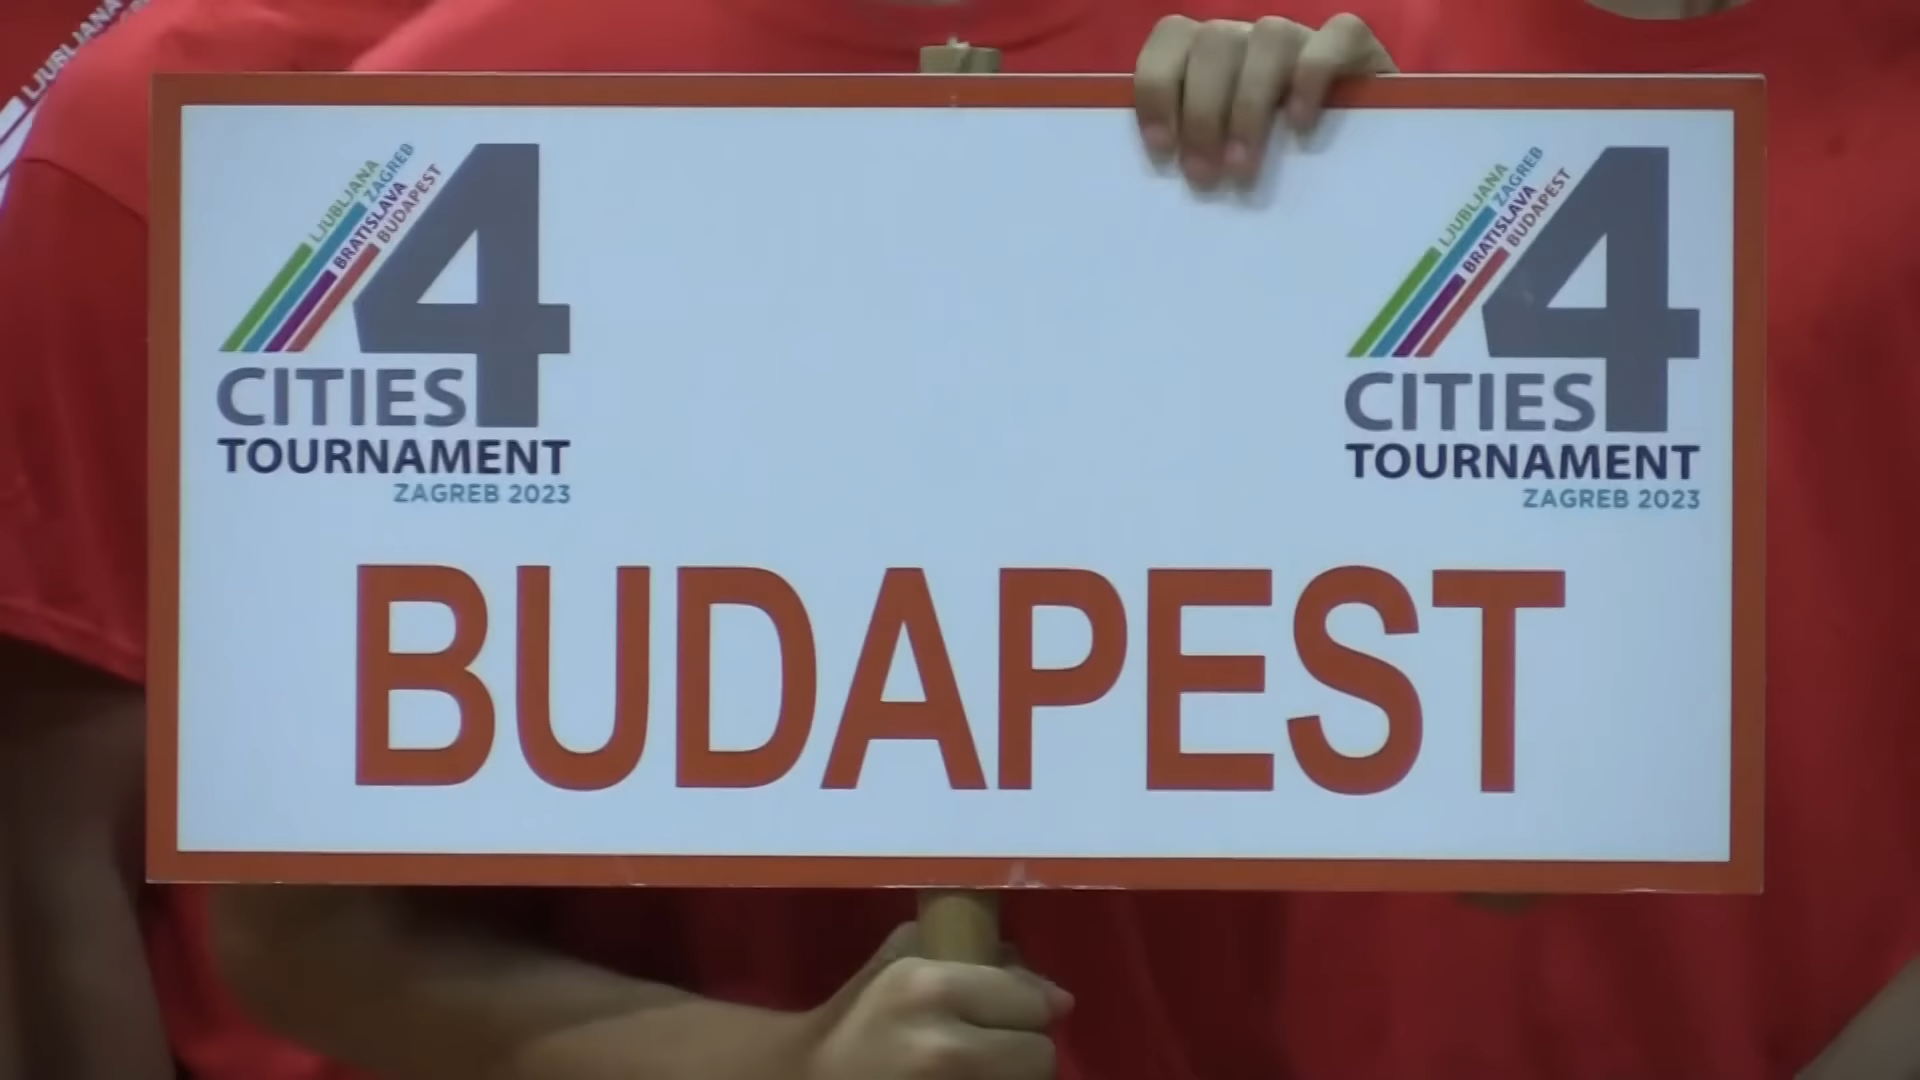 LJUBLJANA
LJUBLJANA
ZAGREB
BRATISLAVA
BUDAPEST
4
CITIES
TOURNAMENT
ZAGREB 2023
LJUBLJANA
ZAGREB
BRATISLAVA
BUDAPEST
4
CITIES
TOURNAMENT
ZAGREB 2023
BUDAPEST